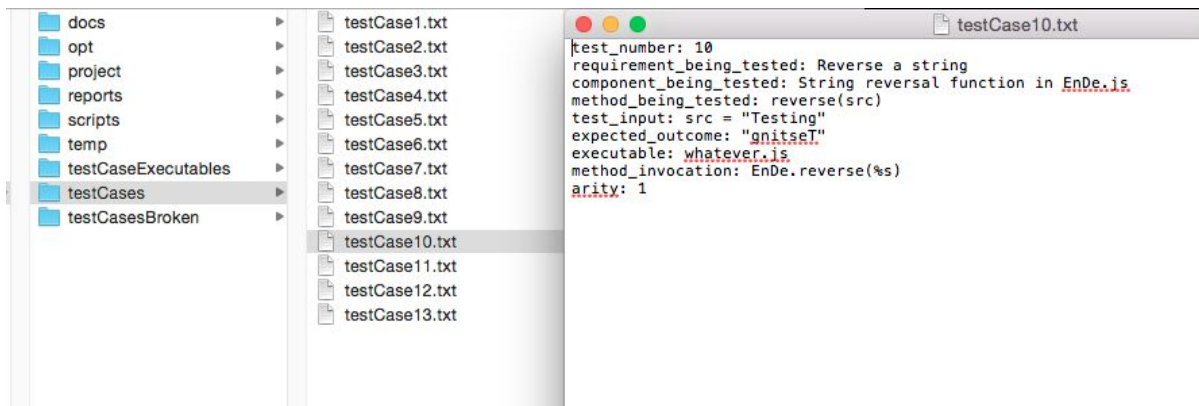 docs
opt
project
reports
scripts
temp
testCaseExecutables
testCases
testCasesBroken
testCase1.txt
testCase2.txt
testCase3.txt
testCase4.txt
testCase5.txt
testCase6.txt
testCase7.txt
testCase8.txt
testCase9.txt
testCase10.txt
testCase11.txt
testCase12.txt
testCase13.txt
testCase10.txt
test_number: 10
requirement_being_tested: Reverse a string
component_being_tested: String reversal function in EnDe.js
method_being_tested: reverse(src)
test_input: src = "Testing"
expected_outcome: "gnitseT"
executable: whatever.js
method_invocation: EnDe.reverse(%s)
arity: 1